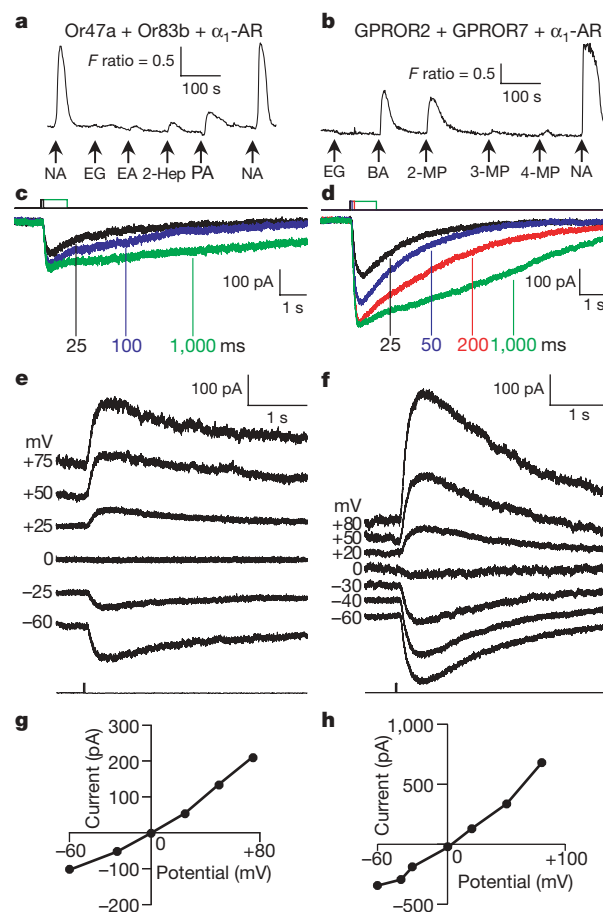 a Or47a + Or83b + α₁-AR
F ratio = 0.5
100 s
NA EG EA 2-Hep PA NA
b GPROR2 + GPROR7 + α₁-AR
F ratio = 0.5
100 s
EG BA 2-MP 3-MP 4-MP NA
c
100 pA
1 s
25 100 1,000 ms
d
100 pA
1 s
25 50 200 1,000 ms
e
100 pA
1 s
mV
+75
+50
+25
0
−25
−60
f
100 pA
1 s
mV
+80
+50
+20
0
−30
−40
−60
g
Current (pA)
300
200
100
−60 0 +80
−100
−200
Potential (mV)
h
Current (pA)
1,000
500
−60 0 +100
−500
Potential (mV)